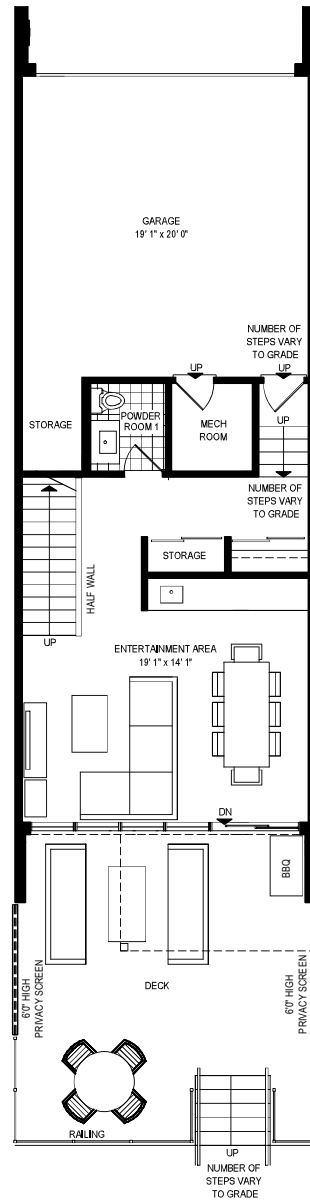 GARAGE
19' 1" x 20' 0"
NUMBER OF
STEPS VARY
TO GRADE
UP
UP
STORAGE
POWDER
ROOM 1
MECH
ROOM
UP
NUMBER OF
STEPS VARY
TO GRADE
STORAGE
HALF WALL
UP
ENTERTAINMENT AREA
19' 1" x 14' 1"
DN
BBQ
DECK
6'0" HIGH
PRIVACY SCREEN
6'0" HIGH
PRIVACY SCREEN
RAILING
UP
NUMBER OF
STEPS VARY
TO GRADE